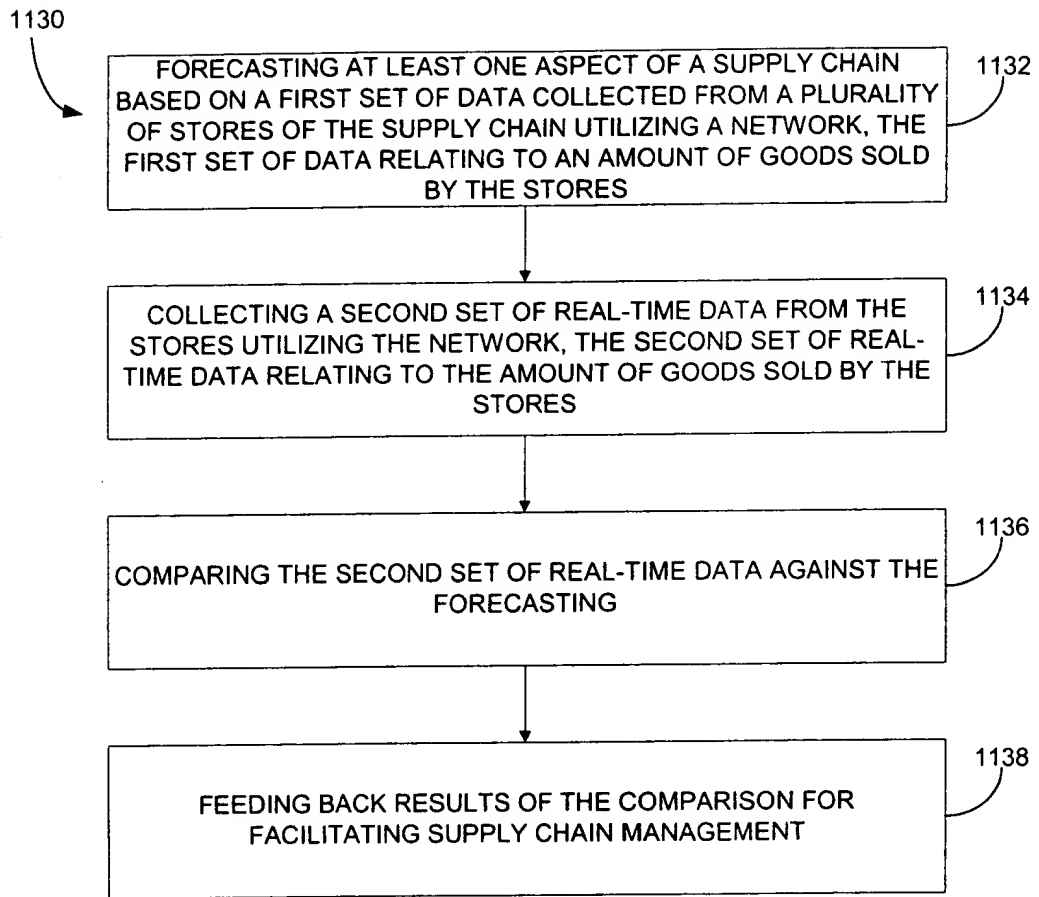 1130
FORECASTING AT LEAST ONE ASPECT OF A SUPPLY CHAIN
BASED ON A FIRST SET OF DATA COLLECTED FROM A PLURALITY
OF STORES OF THE SUPPLY CHAIN UTILIZING A NETWORK, THE
FIRST SET OF DATA RELATING TO AN AMOUNT OF GOODS SOLD
BY THE STORES
1132
COLLECTING A SECOND SET OF REAL-TIME DATA FROM THE
STORES UTILIZING THE NETWORK, THE SECOND SET OF REAL-
TIME DATA RELATING TO THE AMOUNT OF GOODS SOLD BY THE
STORES
1134
COMPARING THE SECOND SET OF REAL-TIME DATA AGAINST THE
FORECASTING
1136
FEEDING BACK RESULTS OF THE COMPARISON FOR
FACILITATING SUPPLY CHAIN MANAGEMENT
1138